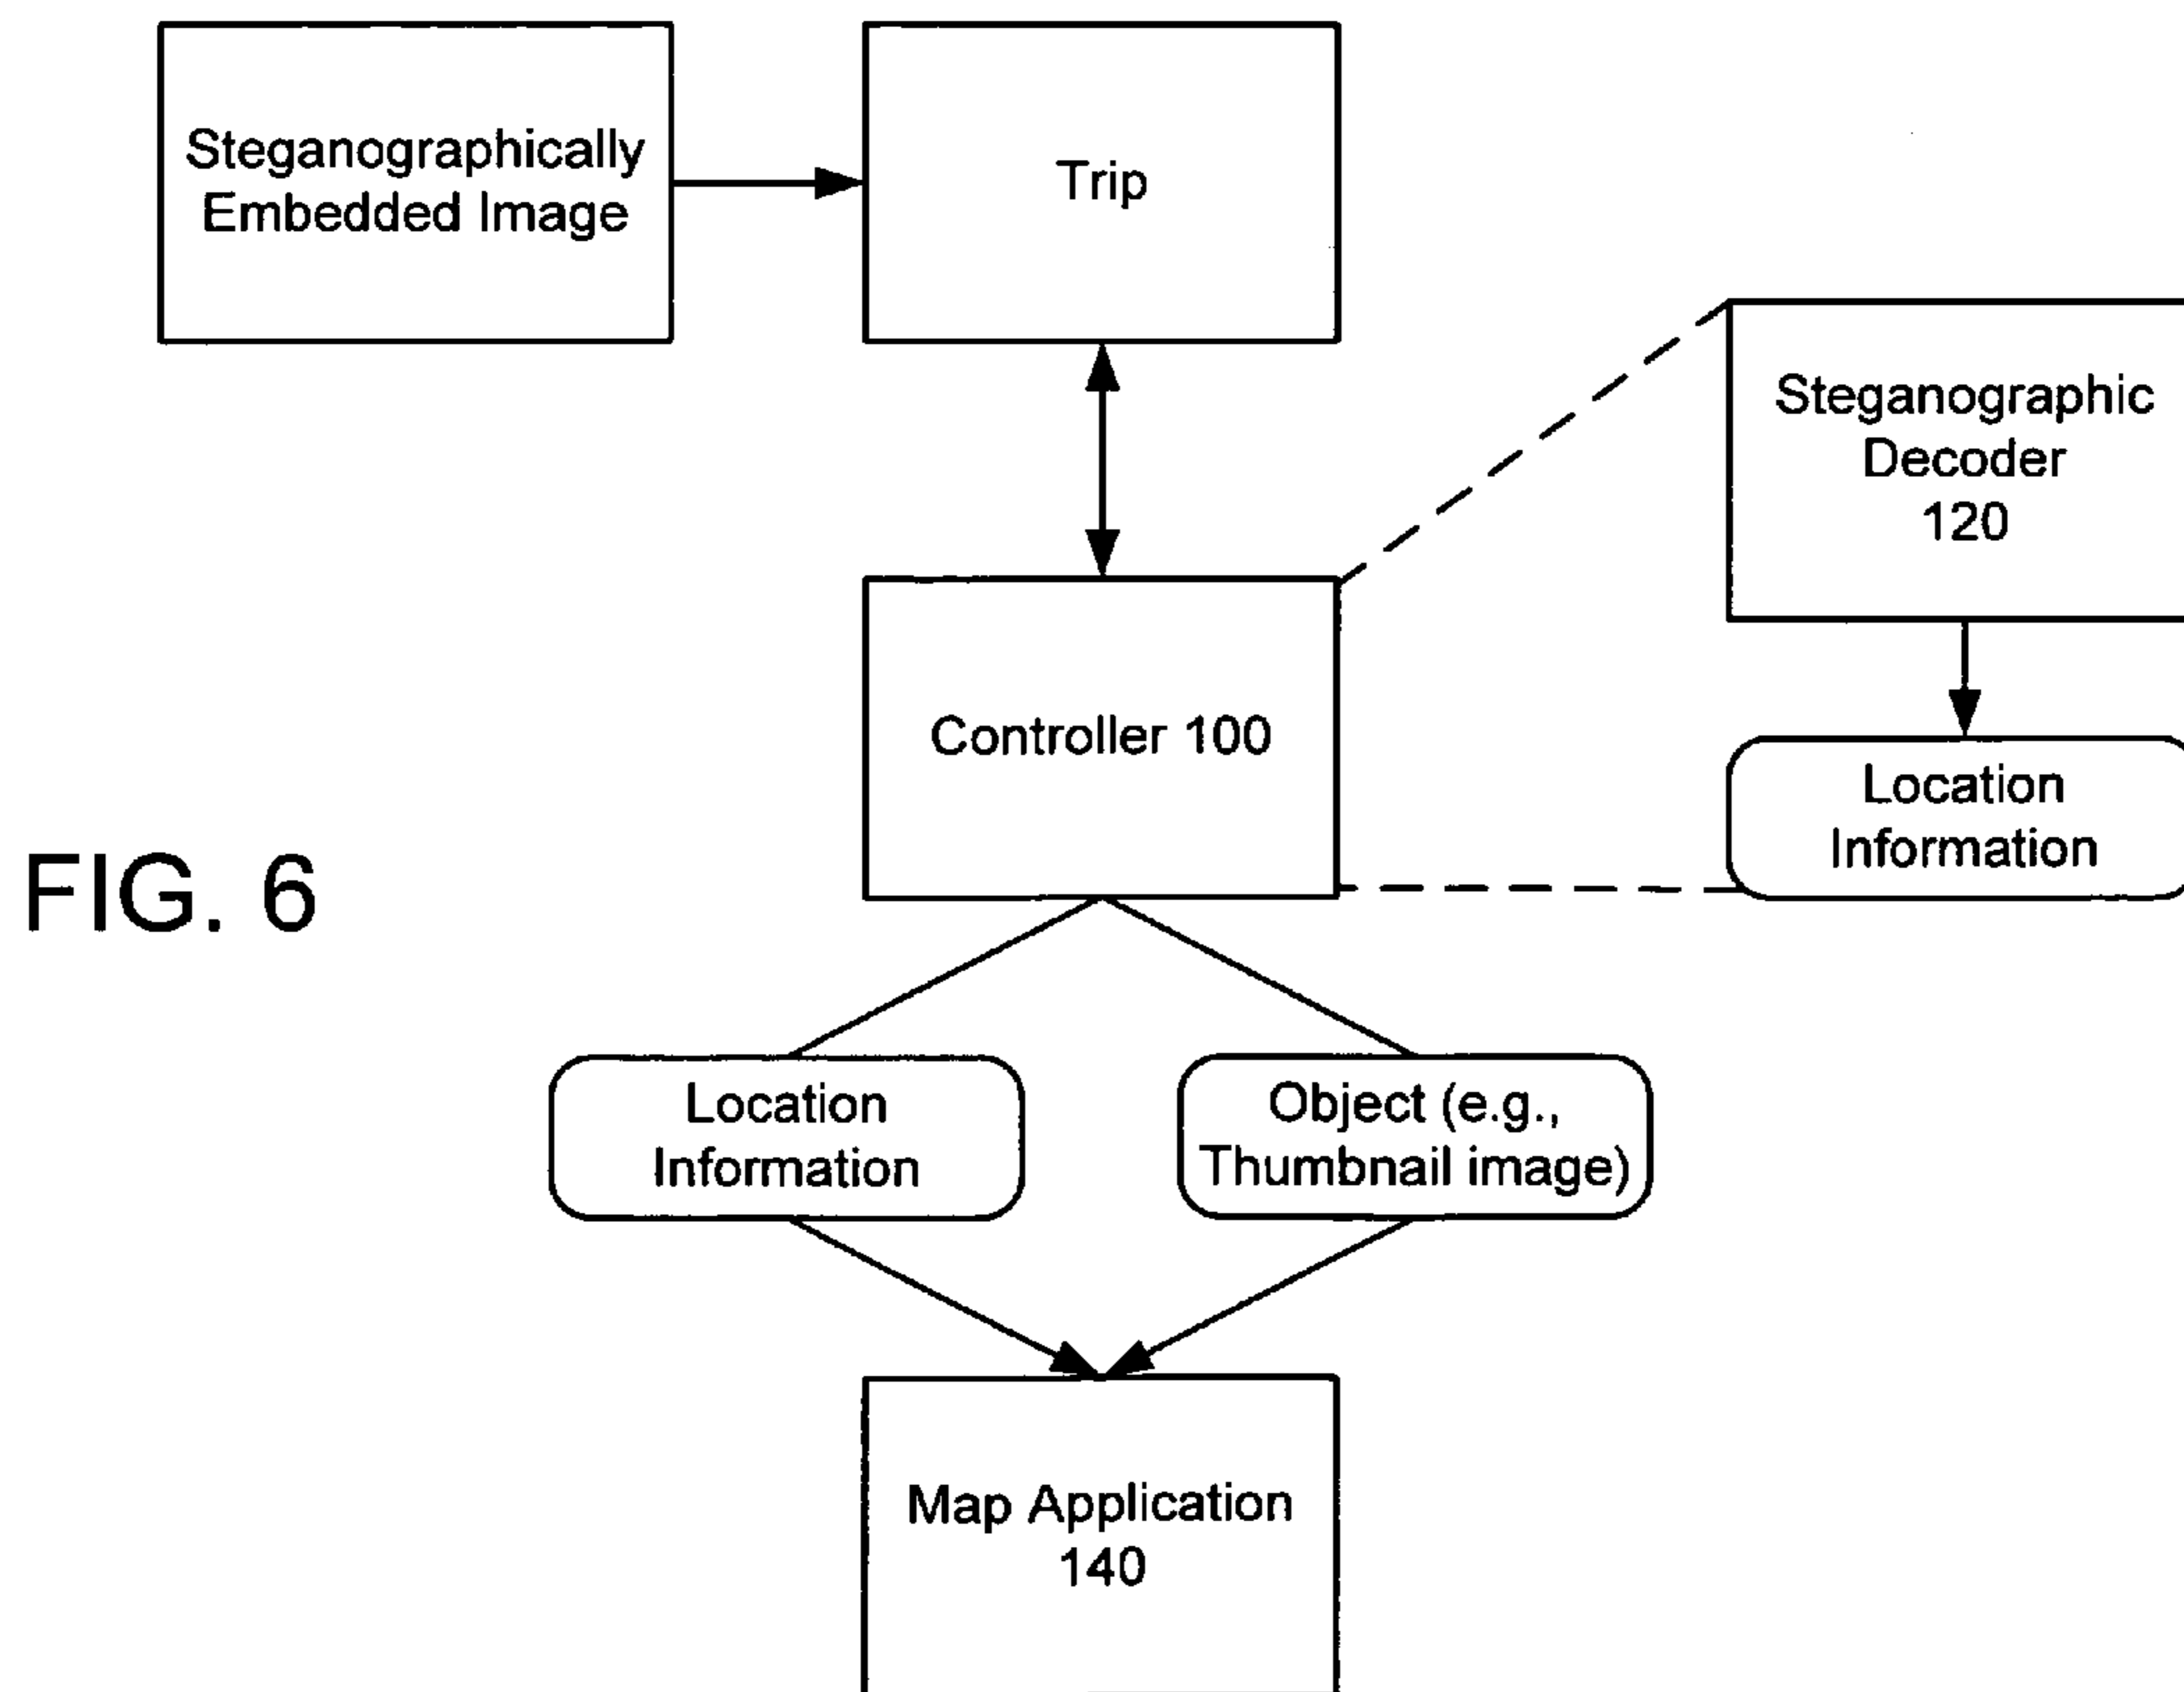 Steganographically
Embedded Image
Trip
Steganographic
Decoder
120
Controller 100
Location
Information
FIG. 6
Location
Information
Object (e.g.,
Thumbnail image)
Map Application
140